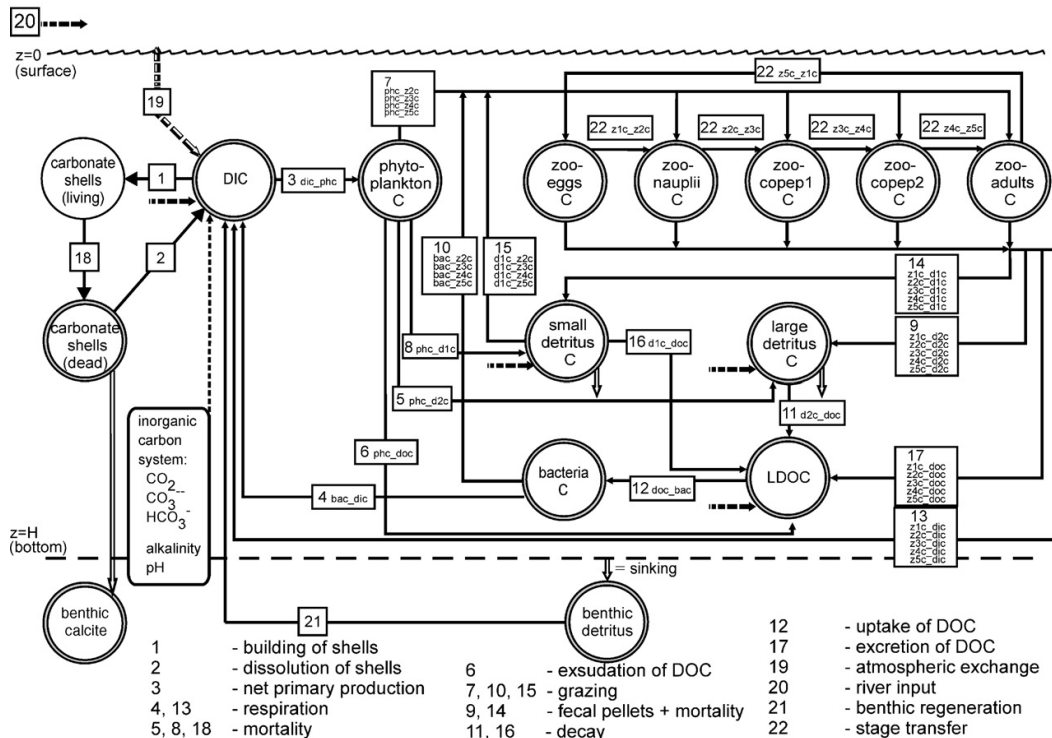 20
z=0
(surface)
19
7
phc_z2c
phc_z3c
phc_z4c
phc_z5c
22 z5c_z1c
22 z1c_z2c
22 z2c_z3c
22 z3c_z4c
22 z4c_z5c
carbonate
shells
(living)
1
DIC
3 dic_phc
phyto-
plankton
C
zoo-
eggs
C
zoo-
nauplii
C
zoo-
copep1
C
zoo-
copep2
C
zoo-
adults
C
18
2
10
bac_z2c
bac_z3c
bac_z4c
bac_z5c
15
d1c_z2c
d1c_z3c
d1c_z4c
d1c_z5c
14
z1c_d1c
z2c_d1c
z3c_d1c
z4c_d1c
z5c_d1c
carbonate
shells
(dead)
small
detritus
C
large
detritus
C
9
z1c_d2c
z2c_d2c
z3c_d2c
z4c_d2c
z5c_d2c
8 phc_d1c
16 d1c_doc
5 phc_d2c
11 d2c_doc
inorganic
carbon
system:
CO2
CO3--
HCO3-
alkalinity
pH
6 phc_doc
bacteria
C
LDOC
17
z1c_doc
z2c_doc
z3c_doc
z4c_doc
z5c_doc
4 bac_dic
12 doc_bac
13
z1c_dic
z2c_dic
z3c_dic
z4c_dic
z5c_dic
z=H
(bottom)
= sinking
benthic
calcite
benthic
detritus
21
1 - building of shells
2 - dissolution of shells
3 - net primary production
4, 13 - respiration
5, 8, 18 - mortality
6 - exsudation of DOC
7, 10, 15 - grazing
9, 14 - fecal pellets + mortality
11, 16 - decay
12 - uptake of DOC
17 - excretion of DOC
19 - atmospheric exchange
20 - river input
21 - benthic regeneration
22 - stage transfer